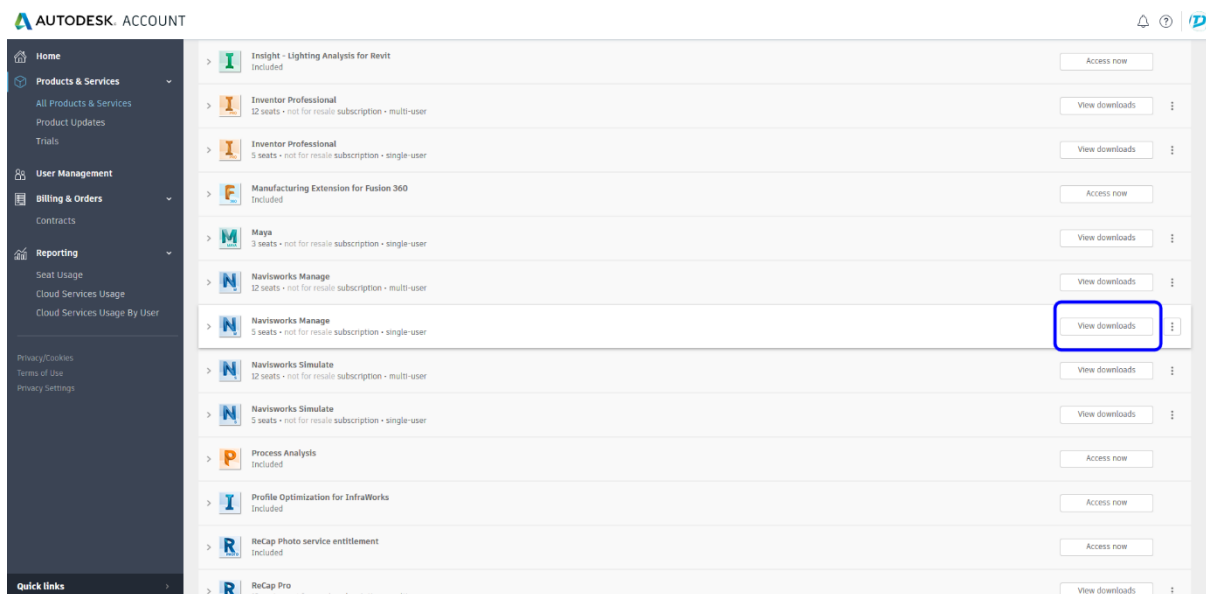 AUTODESK. ACCOUNT
Home
Products & Services
All Products & Services
Product Updates
Trials
User Management
Billing & Orders
Contracts
Reporting
Seat Usage
Cloud Services Usage
Cloud Services Usage By User
Privacy/Cookies
Terms of Use
Privacy Settings
Quick links
Insight - Lighting Analysis for Revit
Included
Access now
Inventor Professional
12 seats • not for resale subscription • multi-user
View downloads
Inventor Professional
5 seats • not for resale subscription • single-user
View downloads
Manufacturing Extension for Fusion 360
Included
Access now
Maya
3 seats • not for resale subscription • single-user
View downloads
Navisworks Manage
12 seats • not for resale subscription • multi-user
View downloads
Navisworks Manage
5 seats • not for resale subscription • single-user
View downloads
Navisworks Simulate
12 seats • not for resale subscription • multi-user
View downloads
Navisworks Simulate
5 seats • not for resale subscription • single-user
View downloads
Process Analysis
Included
Access now
Profile Optimization for InfraWorks
Included
Access now
ReCap Photo service entitlement
Included
Access now
ReCap Pro
View downloads